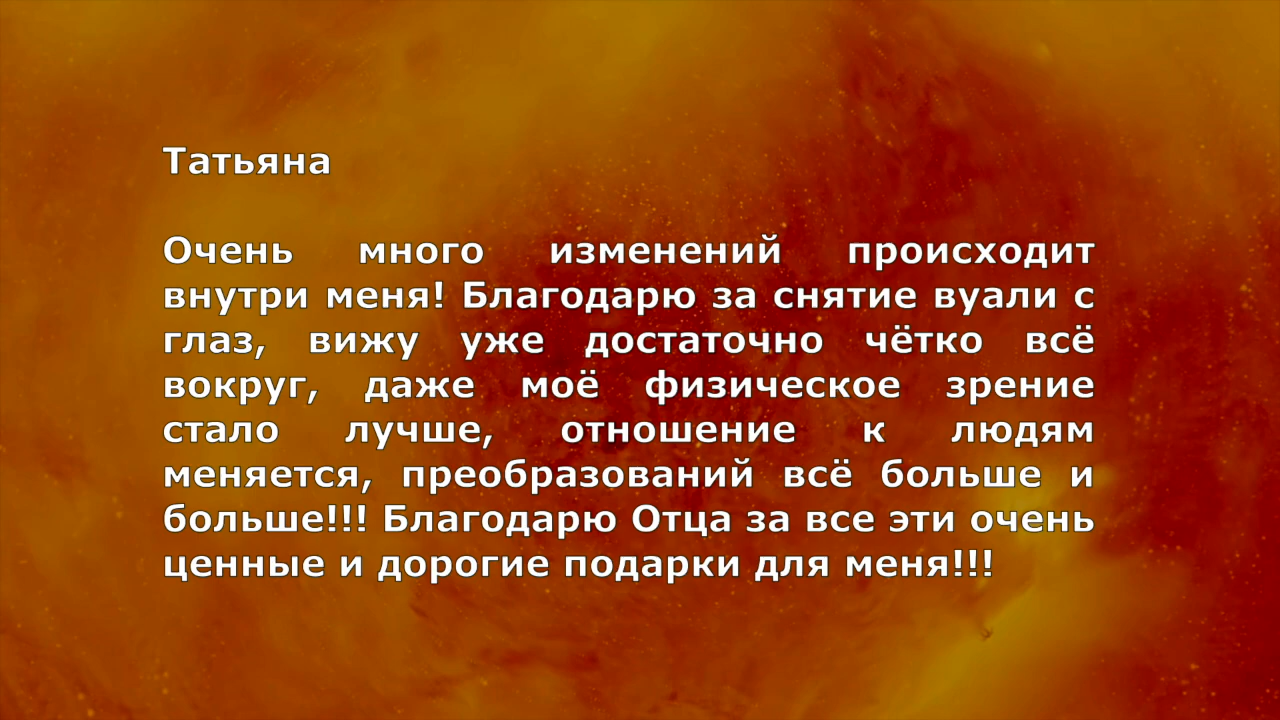 Татьяна
Очень много изменений происходит
внутри меня! Благодарю за снятие вуали с
глаз, вижу уже достаточно чётко всё
вокруг, даже моё физическое зрение
стало лучше, отношение к людям
меняется, преобразований всё больше и
больше!!! Благодарю Отца за все эти очень
ценные и дорогие подарки для меня!!!